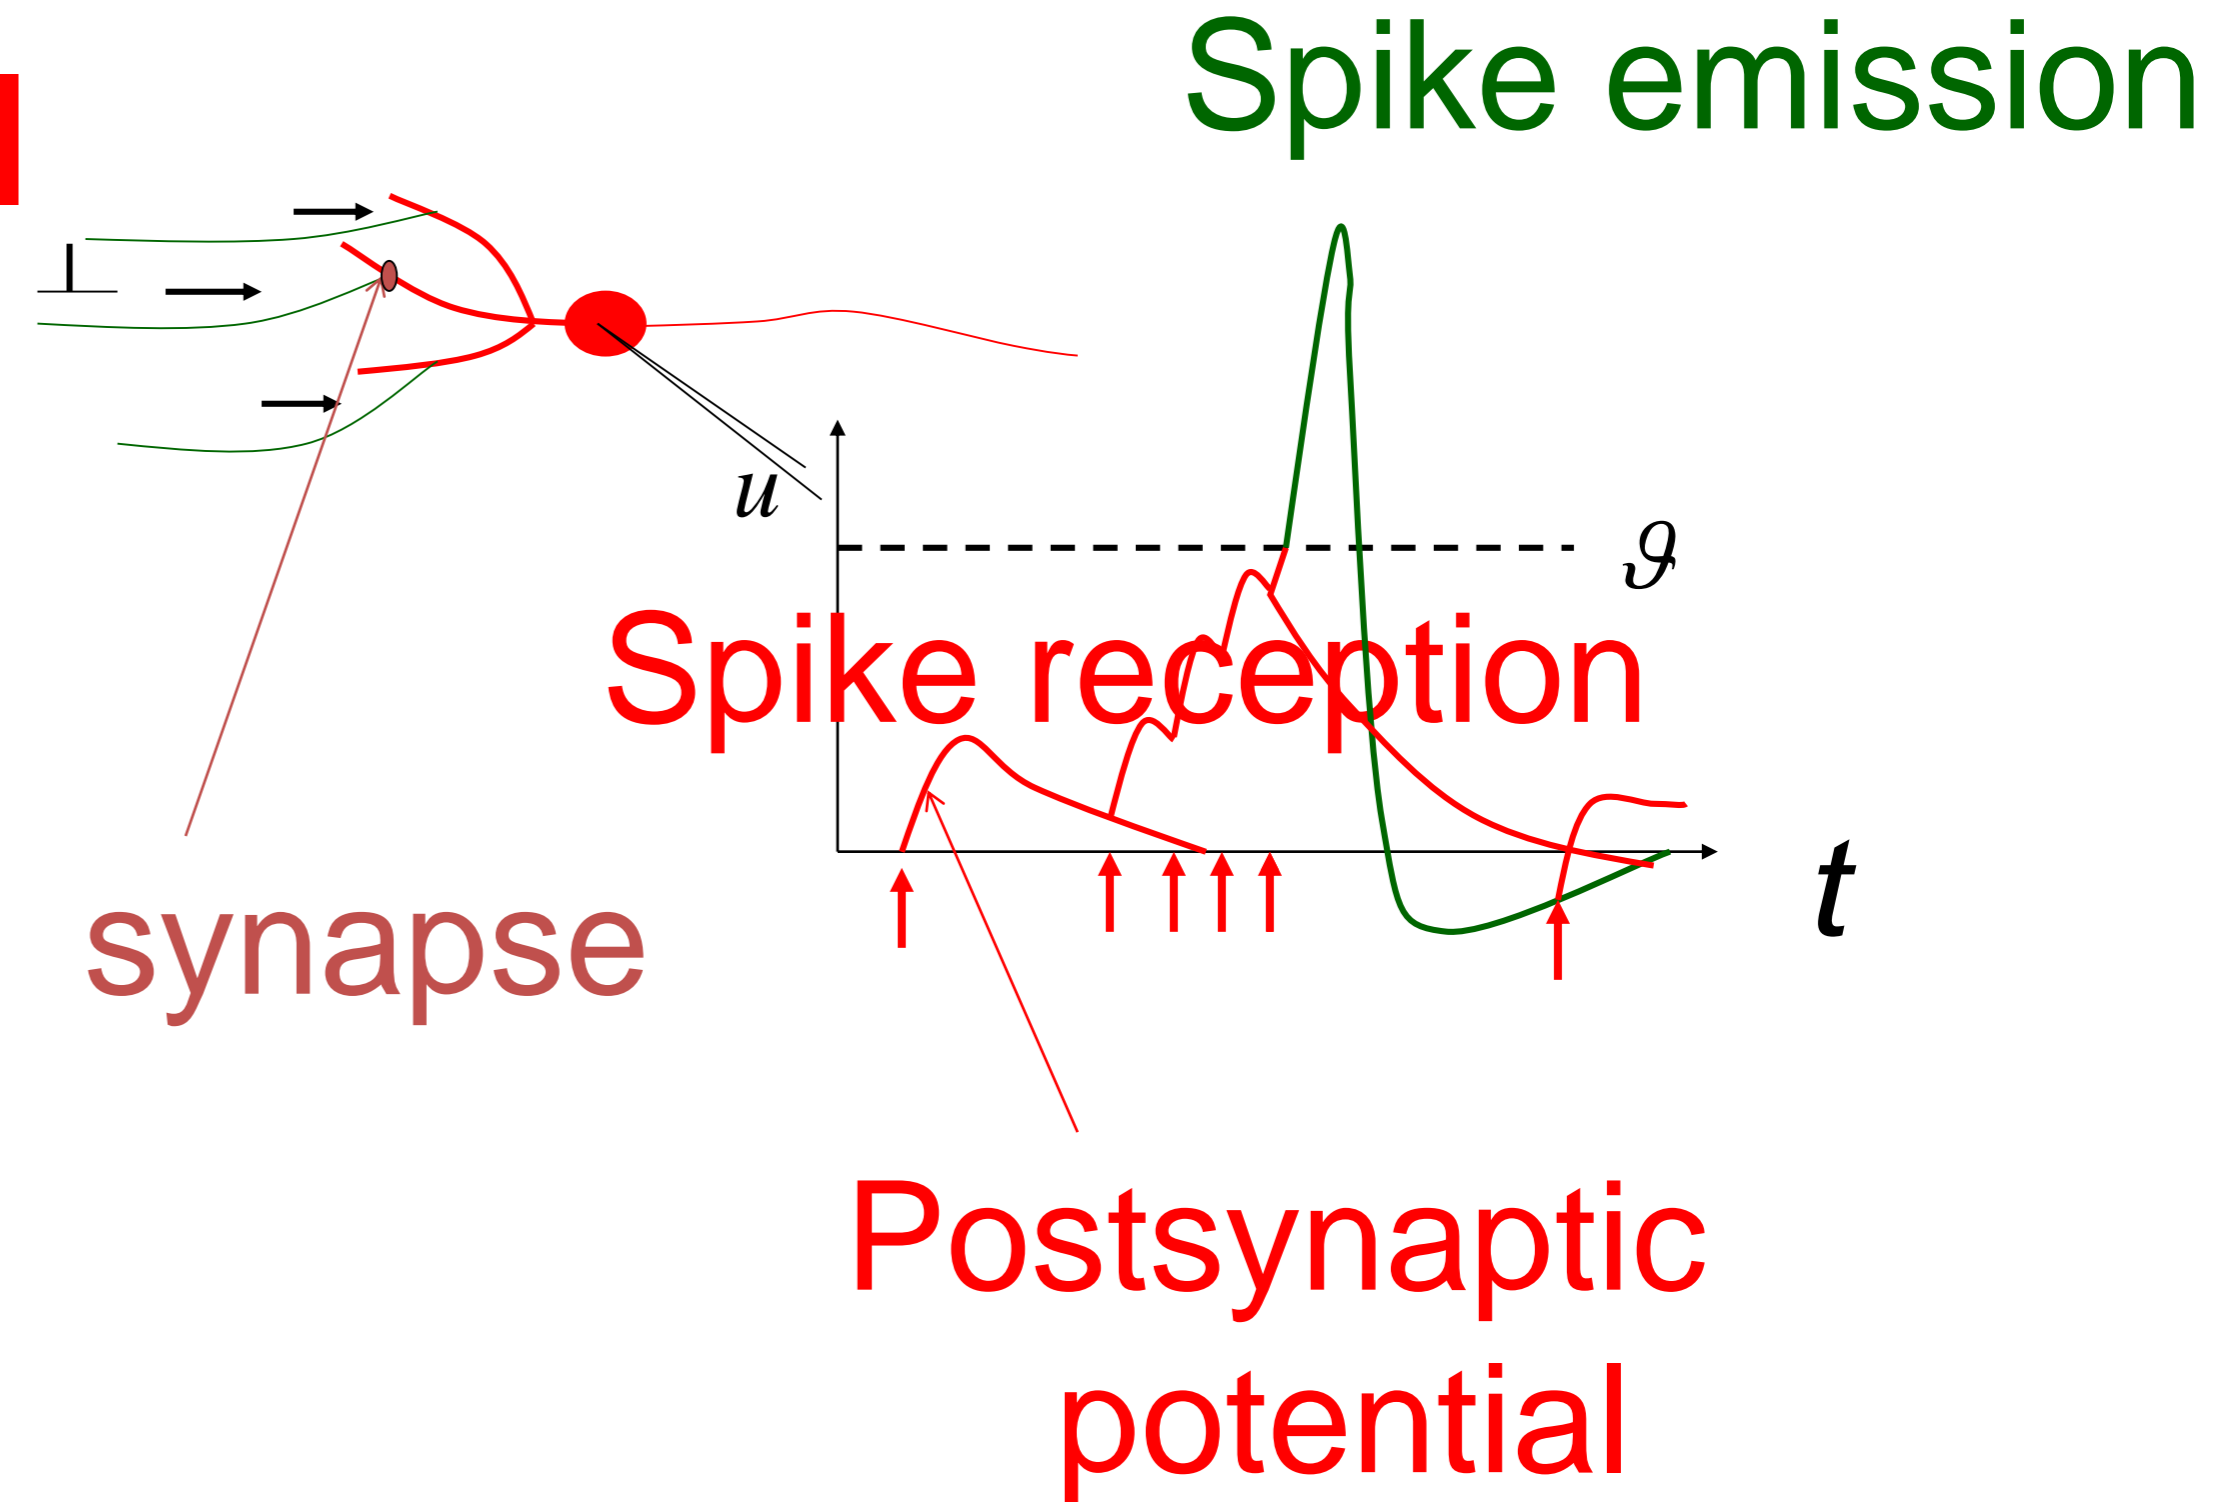 Spike emission
u
ϑ
Spike reception
t
synapse
Postsynaptic
potential